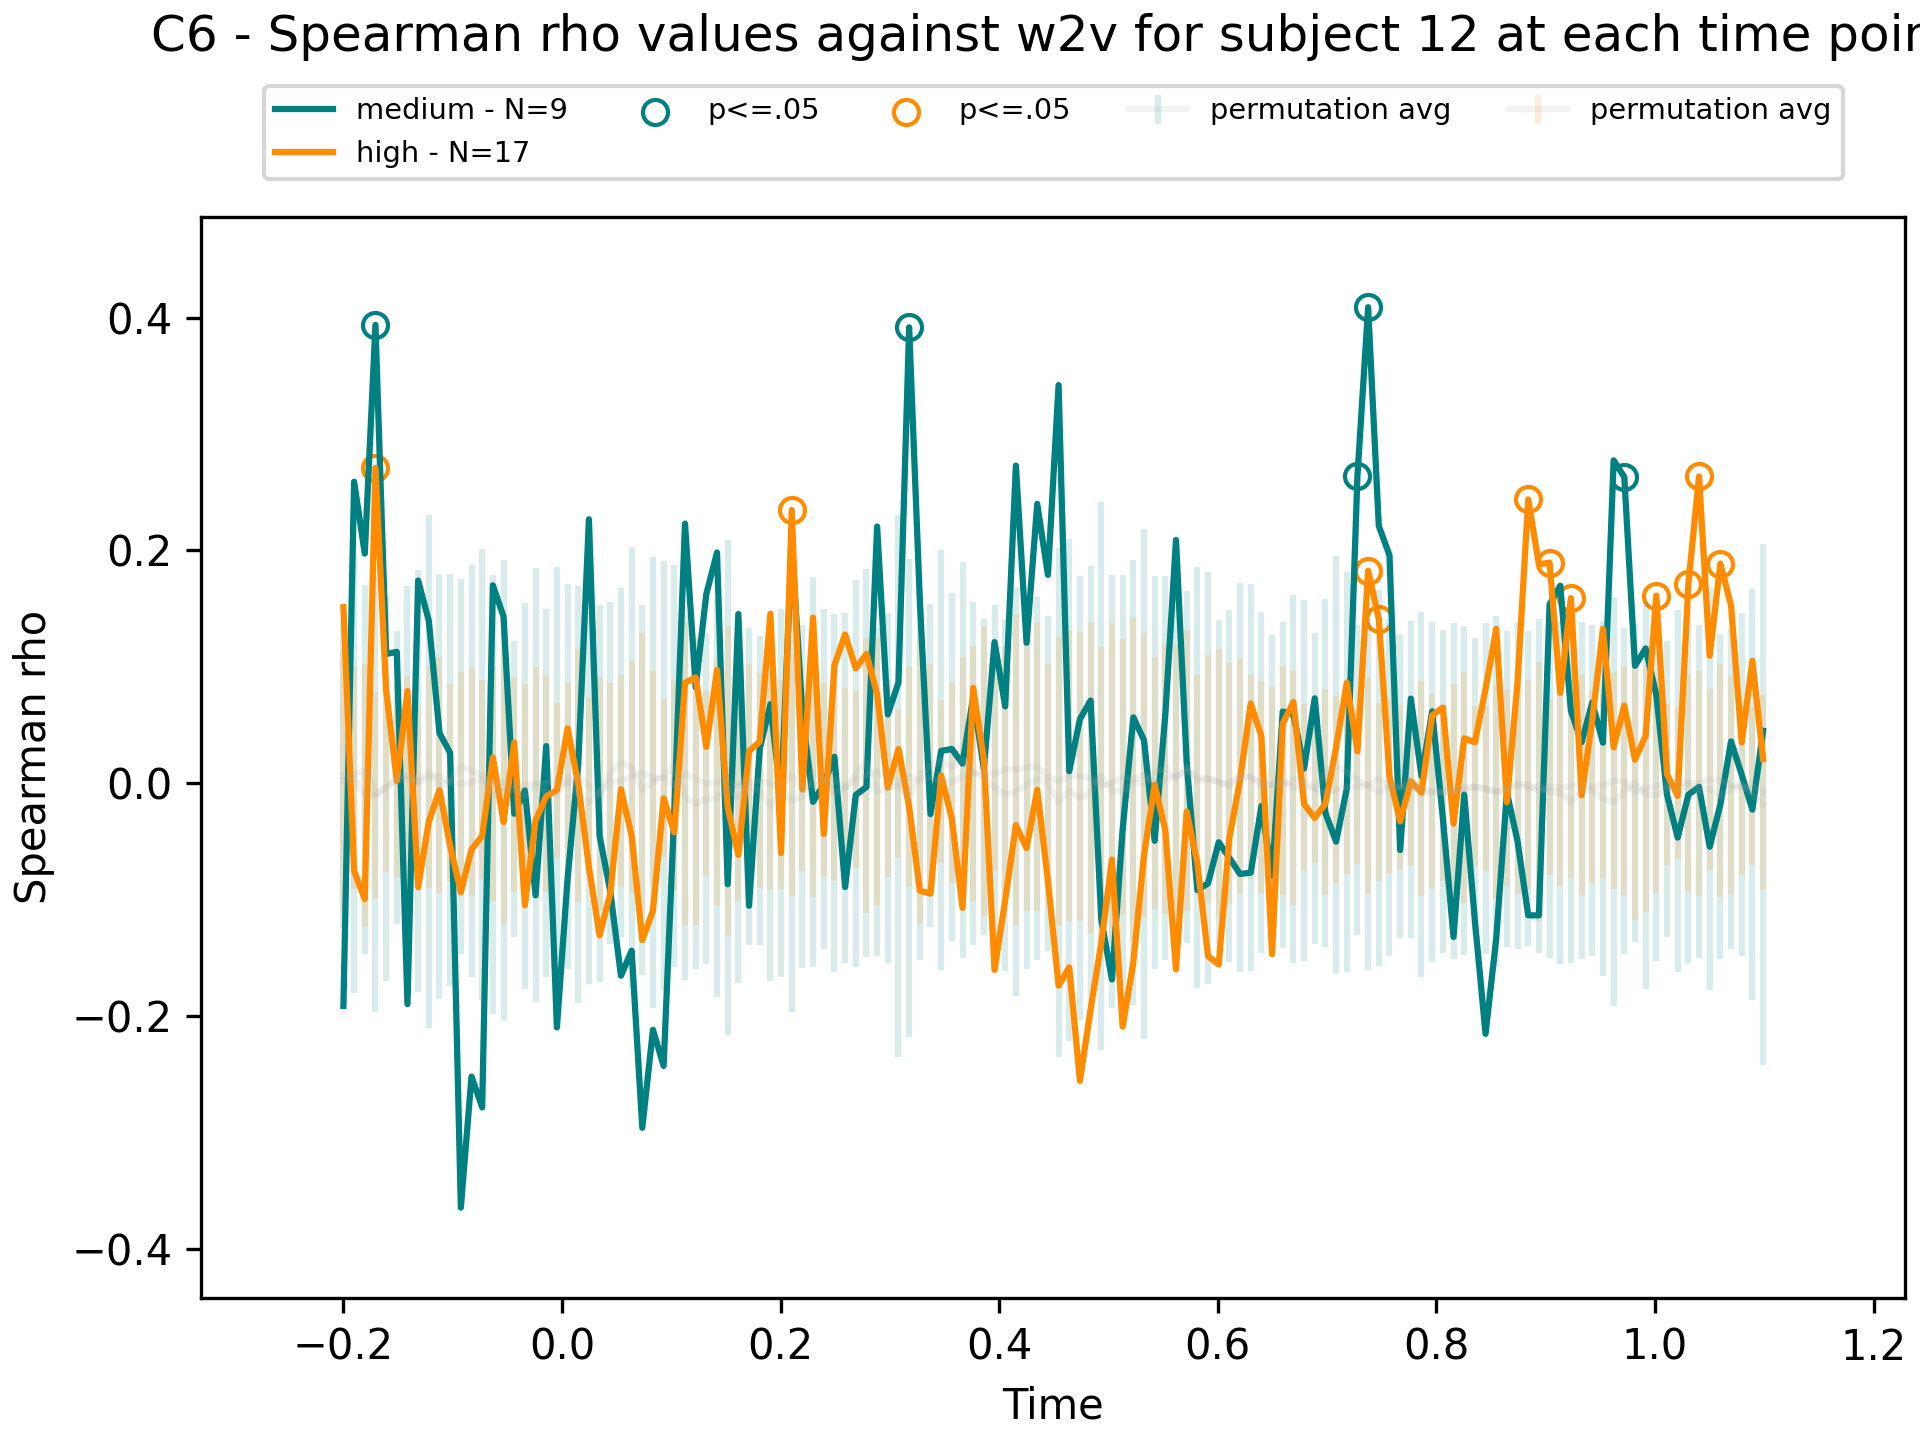 C6 - Spearman rho values against w2v for subject 12 at each time poin
medium - N=9
high - N=17
p<=.05
p<=.05
permutation avg
permutation avg
Spearman rho
0.4
0.2
0.0
−0.2
−0.4
−0.2 0.0 0.2 0.4 0.6 0.8 1.0 1.2
Time